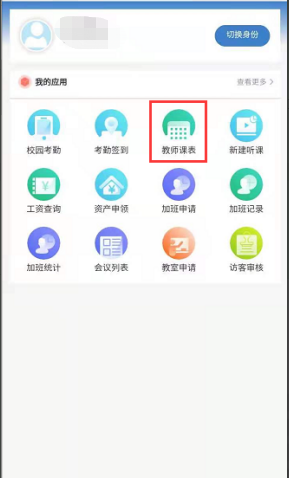 切换身份
我的应用 查看更多 >
校园考勤 考勤签到 教师课表 新建听课
工资查询 资产申领 加班申请 加班记录
加班统计 会议列表 教室申请 访客审核